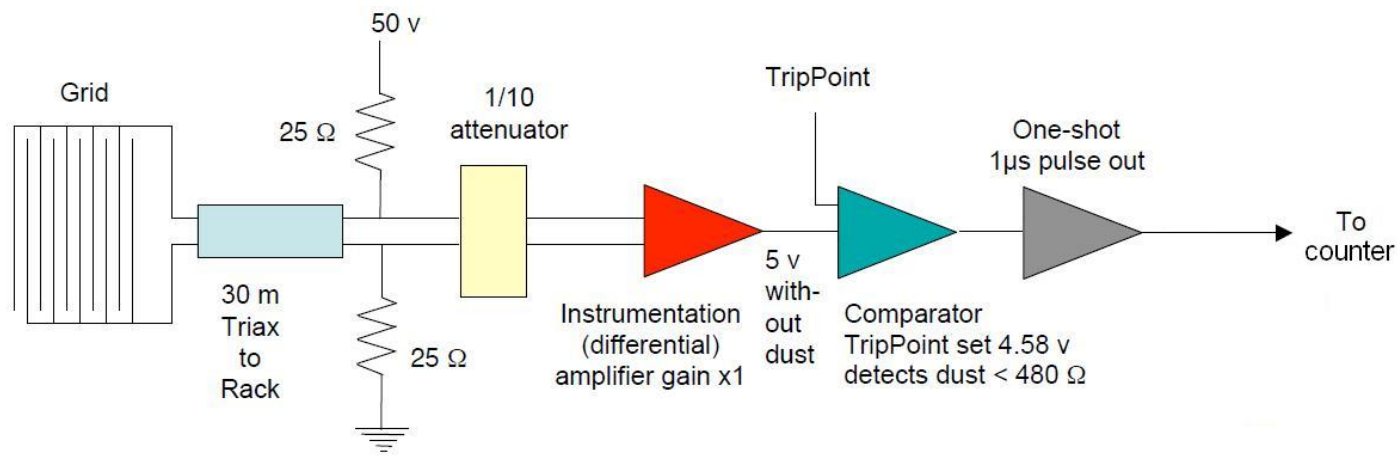 50 v
Grid
25 Ω
1/10
attenuator
TripPoint
One-shot
1μs pulse out
To
counter
30 m
Triax
to
Rack
25 Ω
Instrumentation
(differential)
amplifier gain x1
5 v
with-
out
dust
Comparator
TripPoint set 4.58 v
detects dust < 480 Ω